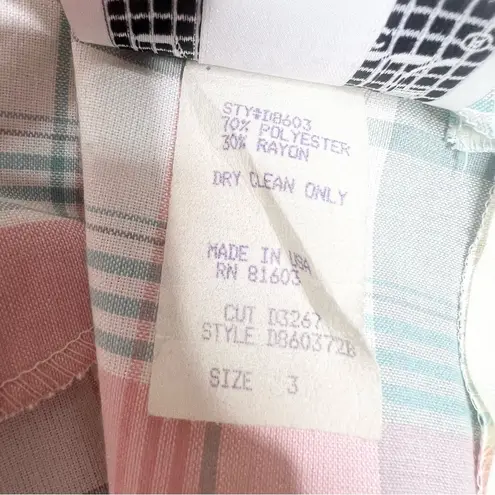 STY#D8603
70% POLYESTER
30% RAYON
DRY CLEAN ONLY
MADE IN USA
RN 81603
CUT D3267
STYLE D860372B
SIZE 3